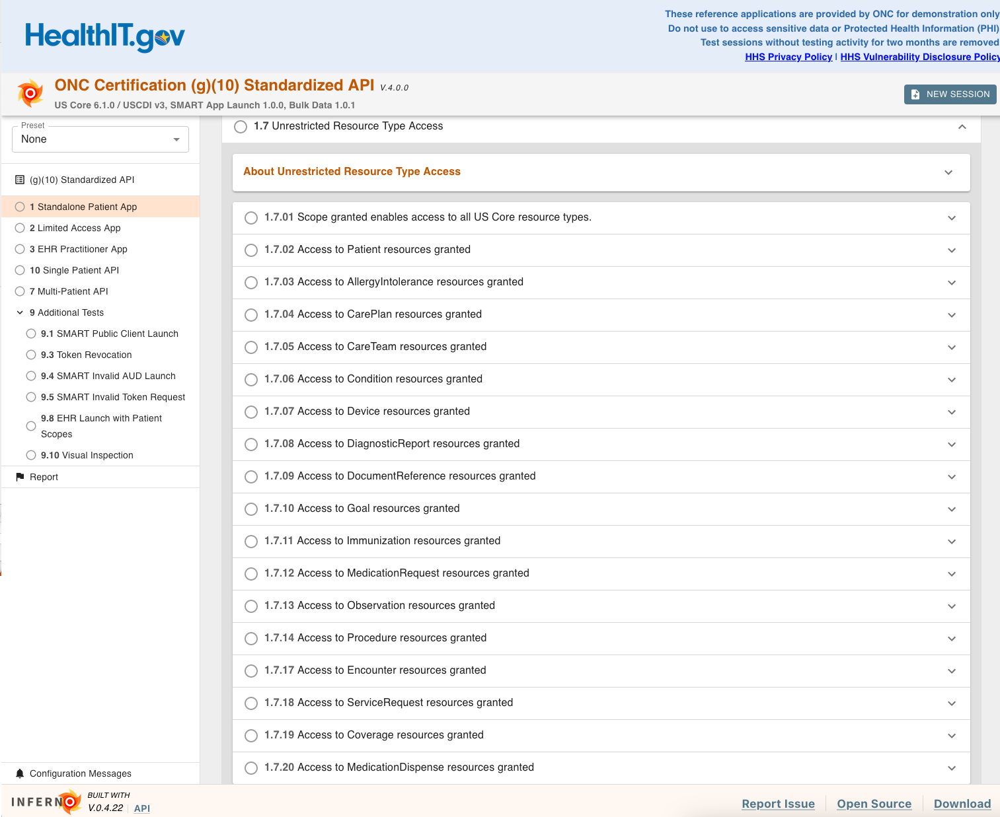 HealthIT.gov
These reference applications are provided by ONC for demonstration only
Do not use to access sensitive data or Protected Health Information (PHI)
Test sessions without testing activity for two months are removed
HHS Privacy Policy | HHS Vulnerability Disclosure Policy
ONC Certification (g)(10) Standardized API V.4.0.0
US Core 6.1.0 / USCDI v3, SMART App Launch 1.0.0, Bulk Data 1.0.1
NEW SESSION
Preset
None
(g)(10) Standardized API
1 Standalone Patient App
2 Limited Access App
3 EHR Practitioner App
10 Single Patient API
7 Multi-Patient API
9 Additional Tests
9.1 SMART Public Client Launch
9.3 Token Revocation
9.4 SMART Invalid AUD Launch
9.5 SMART Invalid Token Request
9.8 EHR Launch with Patient
Scopes
9.10 Visual Inspection
Report
Configuration Messages
1.7 Unrestricted Resource Type Access
About Unrestricted Resource Type Access
1.7.01 Scope granted enables access to all US Core resource types.
1.7.02 Access to Patient resources granted
1.7.03 Access to AllergyIntolerance resources granted
1.7.04 Access to CarePlan resources granted
1.7.05 Access to CareTeam resources granted
1.7.06 Access to Condition resources granted
1.7.07 Access to Device resources granted
1.7.08 Access to DiagnosticReport resources granted
1.7.09 Access to DocumentReference resources granted
1.7.10 Access to Goal resources granted
1.7.11 Access to Immunization resources granted
1.7.12 Access to MedicationRequest resources granted
1.7.13 Access to Observation resources granted
1.7.14 Access to Procedure resources granted
1.7.17 Access to Encounter resources granted
1.7.18 Access to ServiceRequest resources granted
1.7.19 Access to Coverage resources granted
1.7.20 Access to MedicationDispense resources granted
INFERNO
BUILT WITH
V.0.4.22 API
Report Issue
Open Source
Download